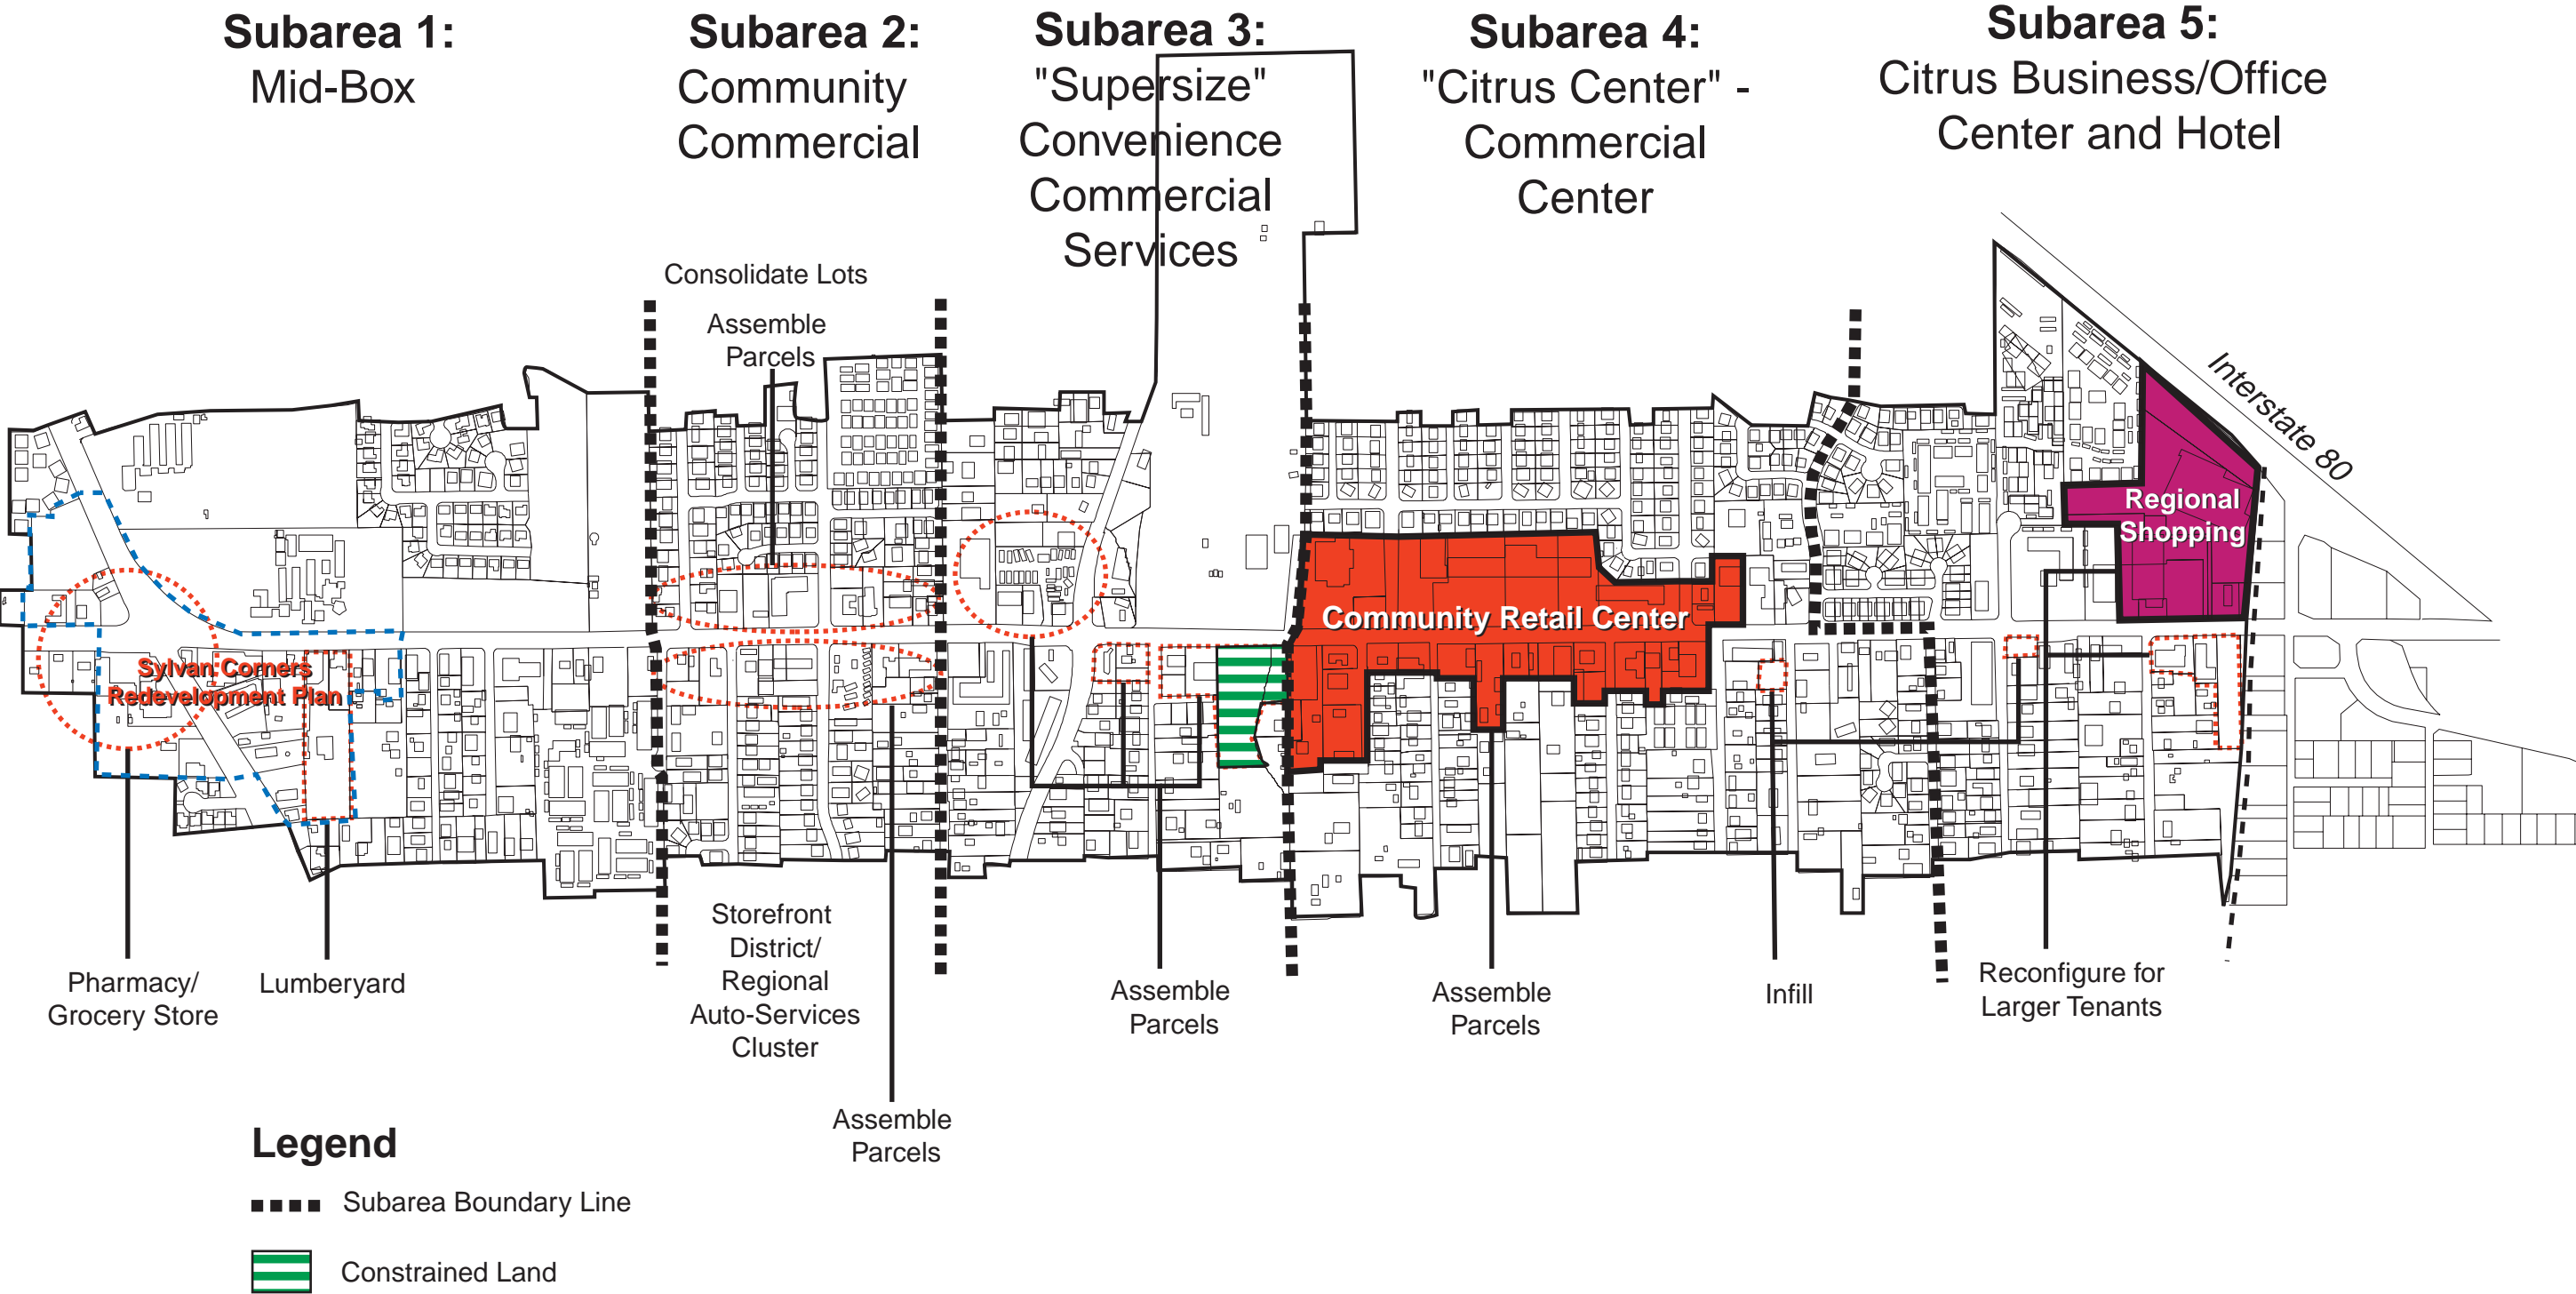 Subarea 1:
Mid-Box
Subarea 2:
Community
Commercial
Subarea 3:
"Supersize"
Convenience
Commercial
Services
Subarea 4:
"Citrus Center" -
Commercial
Center
Subarea 5:
Citrus Business/Office
Center and Hotel
Consolidate Lots
Assemble
Parcels
Interstate 80
Regional
Shopping
Community Retail Center
Sylvan Corners
Redevelopment Plan
Pharmacy/
Grocery Store
Lumberyard
Storefront
District/
Regional
Auto-Services
Cluster
Assemble
Parcels
Assemble
Parcels
Assemble
Parcels
Infill
Reconfigure for
Larger Tenants
Legend
Subarea Boundary Line
Constrained Land